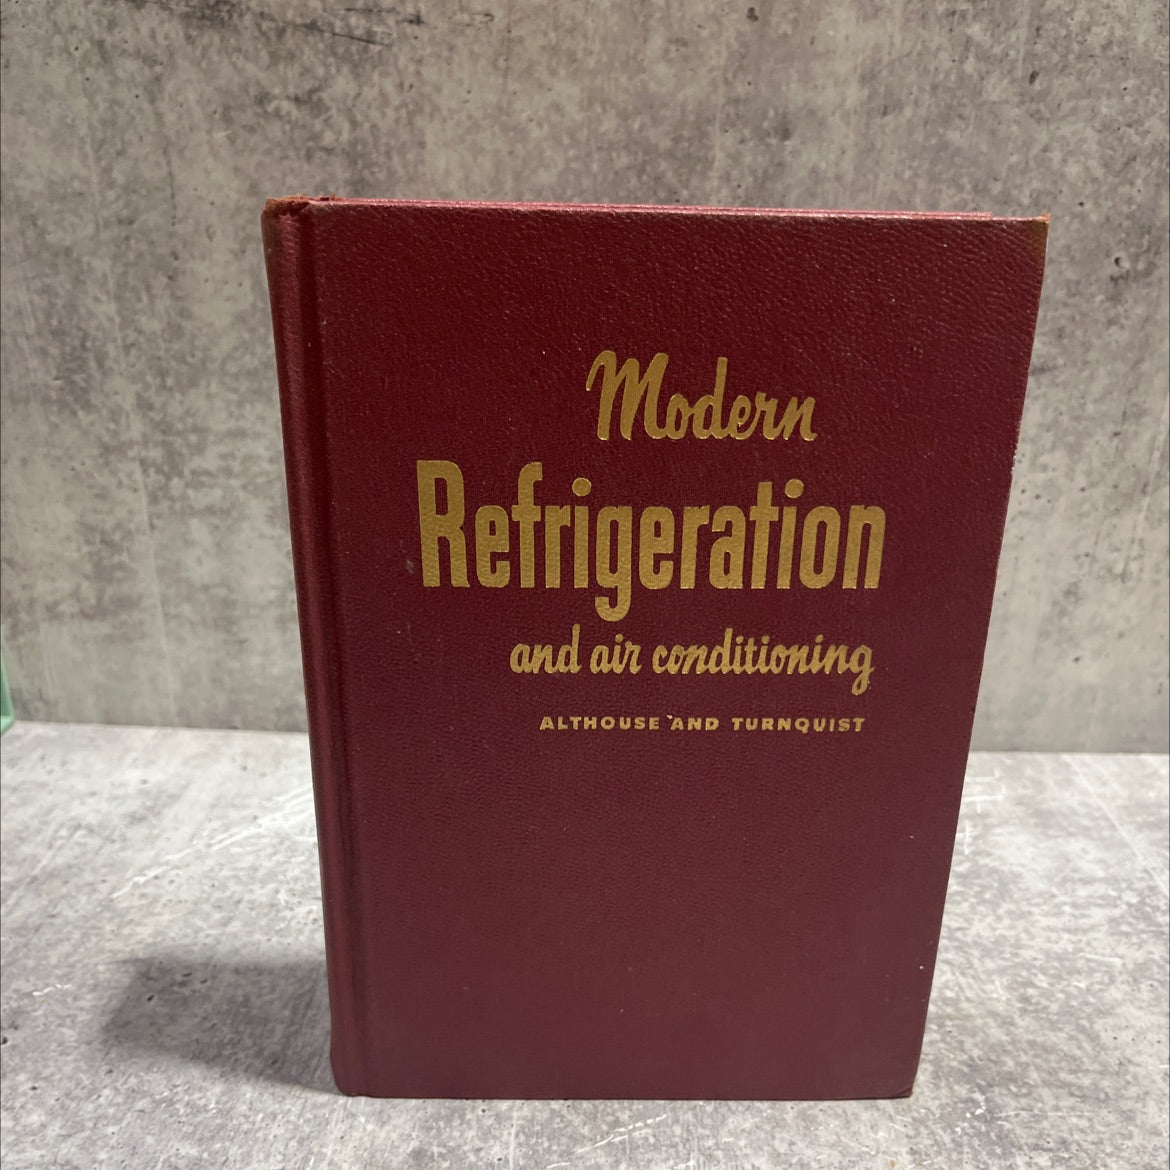 Modern
Refrigeration
and air conditioning
ALTHOUSE AND TURNQUIST